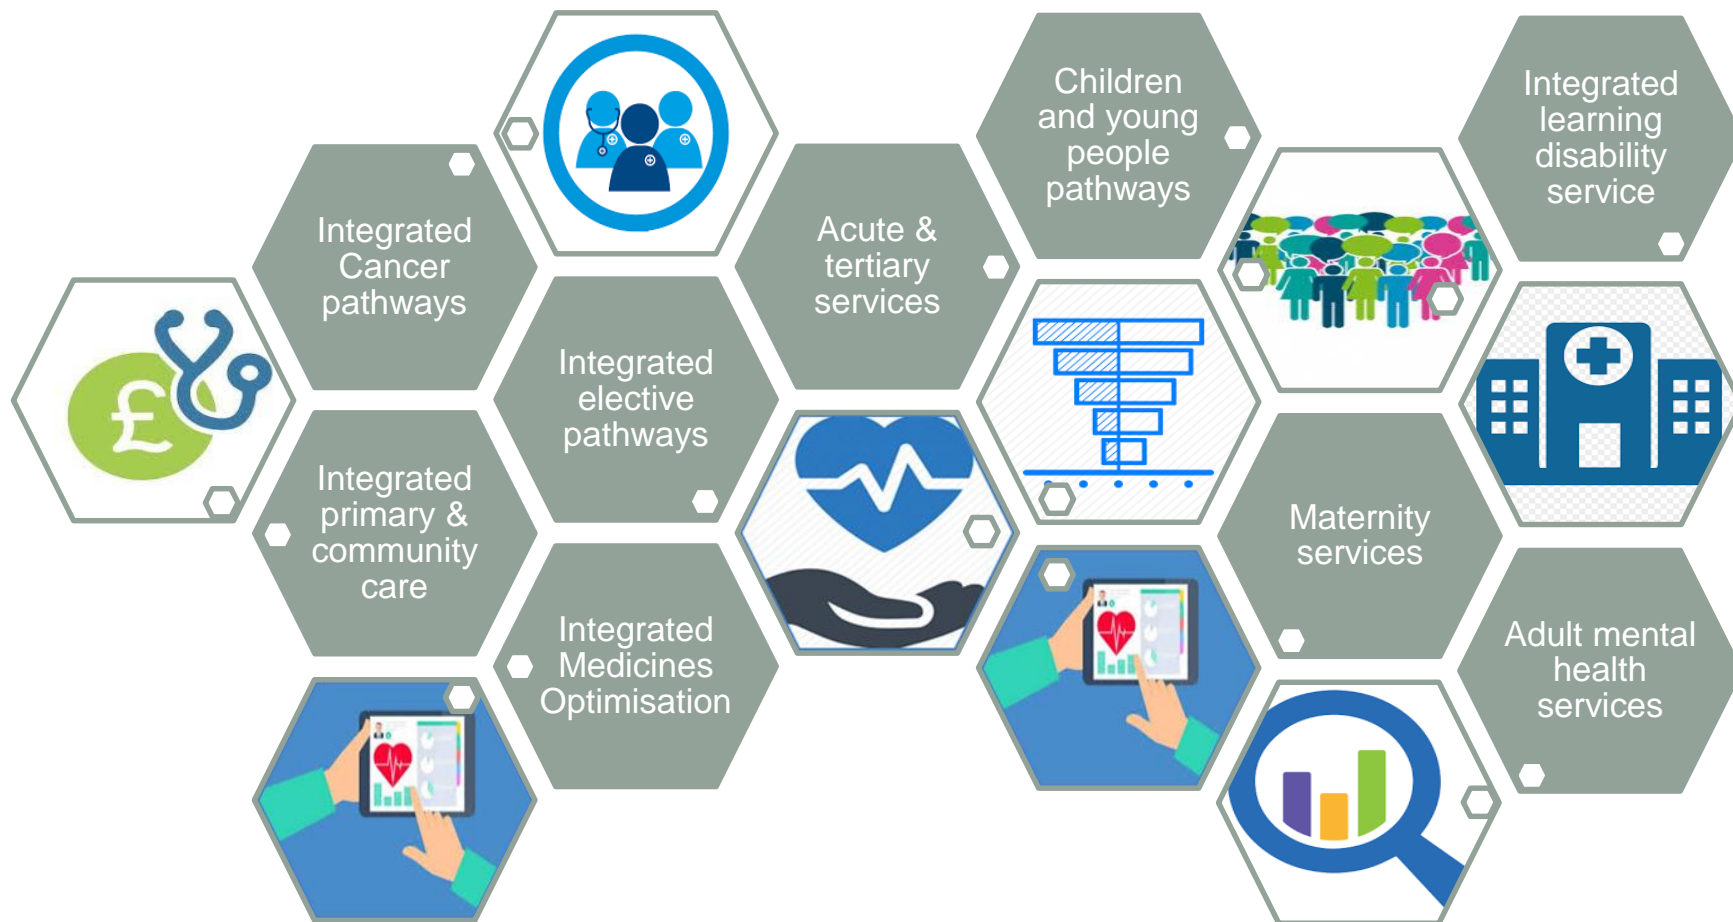 Integrated
Cancer
pathways
Integrated
primary &
community
care
Integrated
elective
pathways
Integrated
Medicines
Optimisation
Acute &
tertiary
services
Children
and young
people
pathways
Maternity
services
Integrated
learning
disability
service
Adult mental
health
services
£